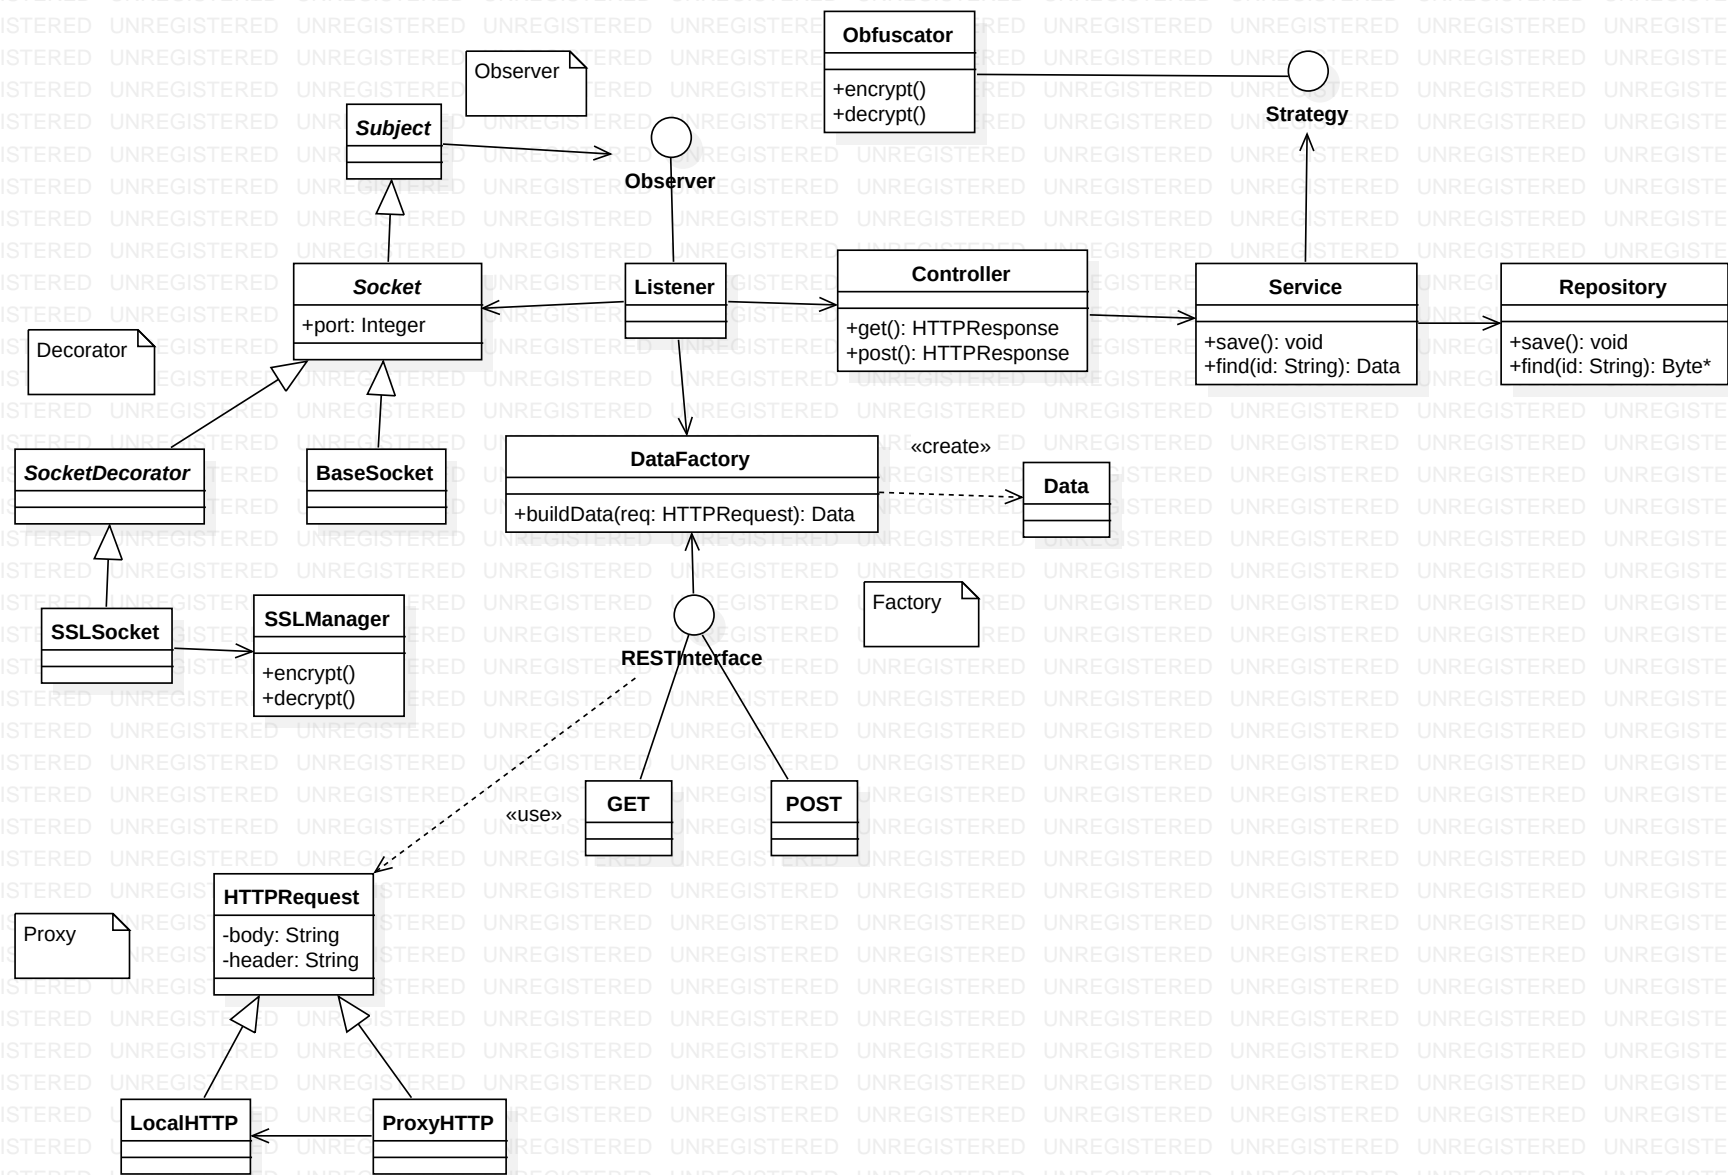 Obfuscator
+encrypt()
+decrypt()
Strategy
Observer
Subject
Observer
Socket
+port: Integer
Listener
Controller
+get(): HTTPResponse
+post(): HTTPResponse
Service
+save(): void
+find(id: String): Data
Repository
+save(): void
+find(id: String): Byte*
Decorator
SocketDecorator
BaseSocket
DataFactory
+buildData(req: HTTPRequest): Data
«create»
Data
SSLSocket
SSLManager
+encrypt()
+decrypt()
RESTInterface
Factory
«use»
GET
POST
Proxy
HTTPRequest
-body: String
-header: String
LocalHTTP
ProxyHTTP
UNREGISTERED